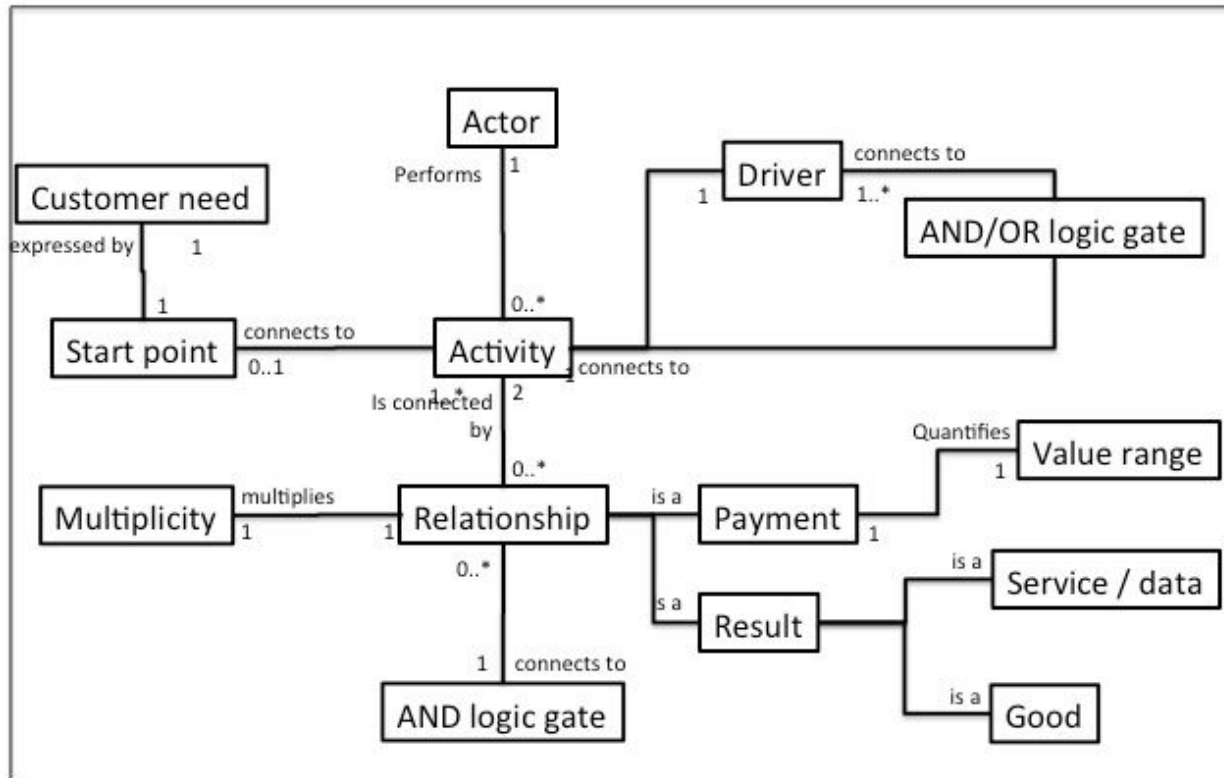 Actor
Performs
1
0..*
Driver
connects to
1
1..*
AND/OR logic gate
Customer need
expressed by
1
1
Start point
connects to
0..1
Activity
1
connects to
1..*
2
Is connected
by
0..*
Multiplicity
multiplies
1
1
Relationship
0..*
is a
Payment
1
Quantifies
1
Value range
s a
Result
is a
Service / data
is a
Good
1
connects to
AND logic gate